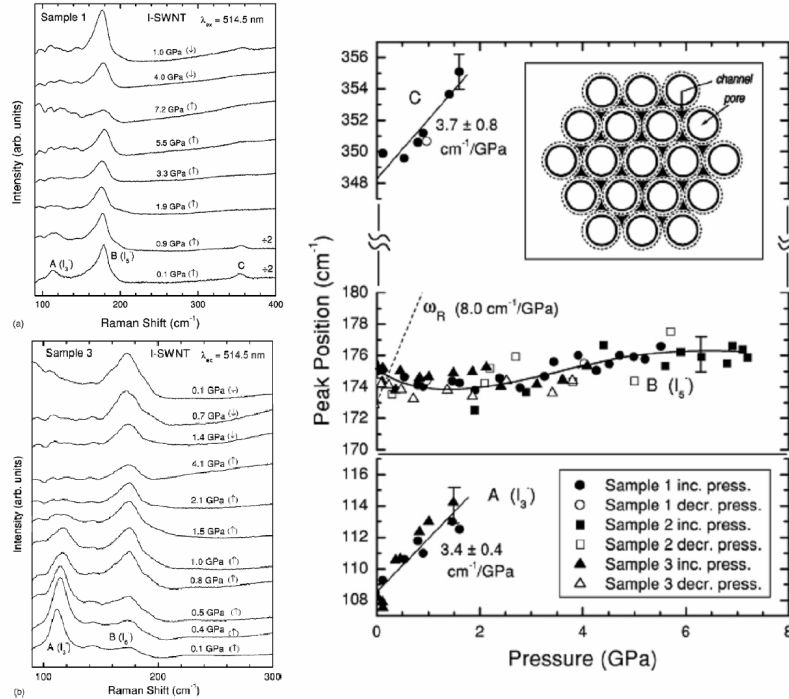 Sample 1 I-SWNT λex = 514.5 nm
1.0 GPa (↓)
4.0 GPa (↓)
7.2 GPa (↑)
5.5 GPa (↑)
3.3 GPa (↑)
1.9 GPa (↑)
0.9 GPa (↑) ÷2
A (I3-) B (I5-) C
0.1 GPa (↑) ÷2
Intensity (arb. units)
100 200 300 400
Raman Shift (cm-1)
(a)
Sample 3 I-SWNT λex = 514.5 nm
0.1 GPa (↓)
0.7 GPa (↓)
1.4 GPa (↓)
4.1 GPa (↑)
2.1 GPa (↑)
1.5 GPa (↑)
1.0 GPa (↑)
0.8 GPa (↑)
0.5 GPa (↑)
0.4 GPa (↑)
A (I3-) B (I5-)
0.1 GPa (↑)
Intensity (arb. units)
100 200 300
Raman Shift (cm-1)
(b)
356
354
352
350
348
C
3.7 ± 0.8
cm-1/GPa
channel
pore
180
178
176
174
172
170
ωR (8.0 cm-1/GPa)
B (I5-)
116
114
112
110
108
A (I3-)
3.4 ± 0.4
cm-1/GPa
Sample 1 inc. press.
Sample 1 decr. press.
Sample 2 inc. press.
Sample 2 decr. press.
Sample 3 inc. press.
Sample 3 decr. press.
Peak Position (cm-1)
0 2 4 6 8
Pressure (GPa)